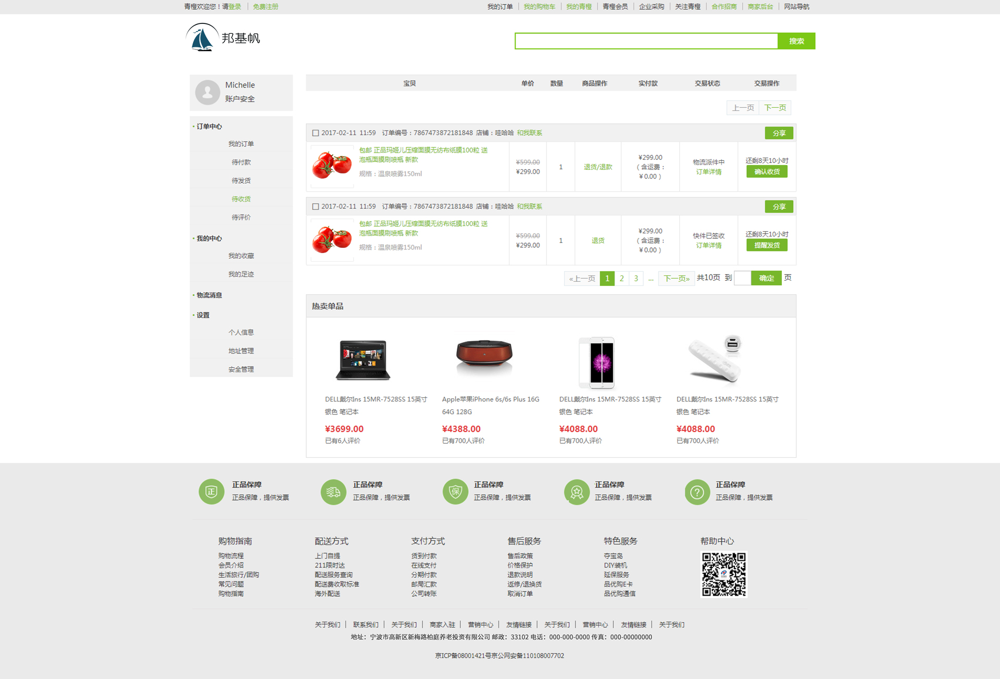 青橙欢迎您！请登录 免费注册
我的订单 我的购物车 我的青橙 青橙会员 企业采购 关注青橙 合作招商 商家后台 网站导航
邦基帆
搜索
Michelle
账户安全
订单中心
我的订单
待付款
待发货
待收货
待评价
我的中心
我的收藏
我的足迹
物流消息
设置
个人信息
地址管理
安全管理
宝贝 单价 数量 商品操作 实付款 交易状态 交易操作
上一页 下一页
2017-02-11 11:59 订单编号：7867473872181848 店铺：哇哈哈 和我联系 分享
包邮 正品玛姬儿压缩面膜无纺布纸膜100粒 送
泡瓶面膜刷喷瓶 新款
规格：温泉喷雾150ml
¥599.00
¥299.00
1
退货/退款
¥299.00
（含运费：
￥0.00）
物流派件中
订单详情
还剩8天10小时
确认收货
2017-02-11 11:59 订单编号：7867473872181848 店铺：哇哈哈 和我联系 分享
包邮 正品玛姬儿压缩面膜无纺布纸膜100粒 送
泡瓶面膜刷喷瓶 新款
规格：温泉喷雾150ml
¥599.00
¥299.00
1
退货
¥299.00
（含运费：
￥0.00）
快件已签收
订单详情
还剩8天10小时
提醒发货
«上一页 1 2 3 ... 下一页» 共10页 到 确定 页
热卖单品
DELL戴尔Ins 15MR-7528SS 15英寸
银色 笔记本
¥3699.00
已有6人评价
Apple苹果iPhone 6s/6s Plus 16G
64G 128G
¥4388.00
已有700人评价
DELL戴尔Ins 15MR-7528SS 15英寸
银色 笔记本
¥4088.00
已有700人评价
DELL戴尔Ins 15MR-7528SS 15英寸
银色 笔记本
¥4088.00
已有700人评价
正
正品保障
正品保障，提供发票
正品保障
正品保障，提供发票
保
正品保障
正品保障，提供发票
正品保障
正品保障，提供发票
?
正品保障
正品保障，提供发票
购物指南
购物流程
会员介绍
生活旅行/团购
常见问题
购物指南
配送方式
上门自提
211限时达
配送服务查询
配送费收取标准
海外配送
支付方式
货到付款
在线支付
分期付款
邮局汇款
公司转账
售后服务
售后政策
价格保护
退款说明
返修/退换货
取消订单
特色服务
夺宝岛
DIY装机
延保服务
品优购E卡
品优购通信
帮助中心
关于我们 联系我们 关于我们 商家入驻 营销中心 友情链接 关于我们 营销中心 友情链接 关于我们
地址：宁波市高新区新梅路柏庭养老投资有限公司 邮政：33102 电话：000-000-0000 传真：000-00000000
京ICP备08001421号京公网安备110108007702